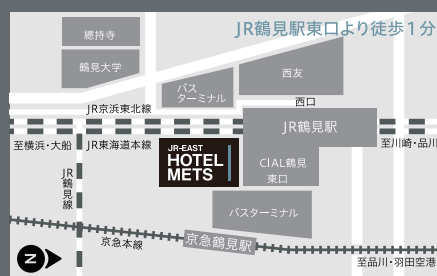 JR鶴見駅東口より徒歩1分
總持寺
鶴見大学
バス
ターミナル
西友
西口
JR京浜東北線
JR鶴見駅
至横浜・大船
JR東海道本線
至川崎・品川
JR-EAST
HOTEL
METS
CIAL鶴見
東口
JR鶴見線
バスターミナル
京急本線
京急鶴見駅
至品川・羽田空港
N